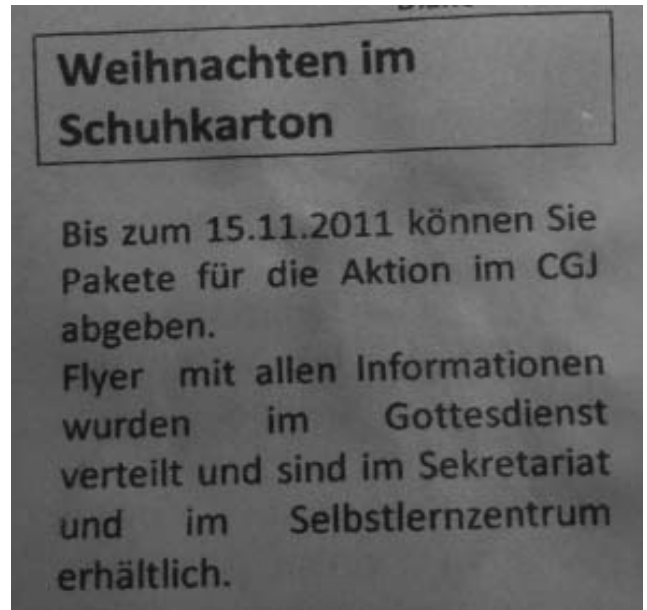 Weihnachten im
Schuhkarton
Bis zum 15.11.2011 können Sie
Pakete für die Aktion im CGJ
abgeben.
Flyer mit allen Informationen
wurden im Gottesdienst
verteilt und sind im Sekretariat
und im Selbstlernzentrum
erhältlich.